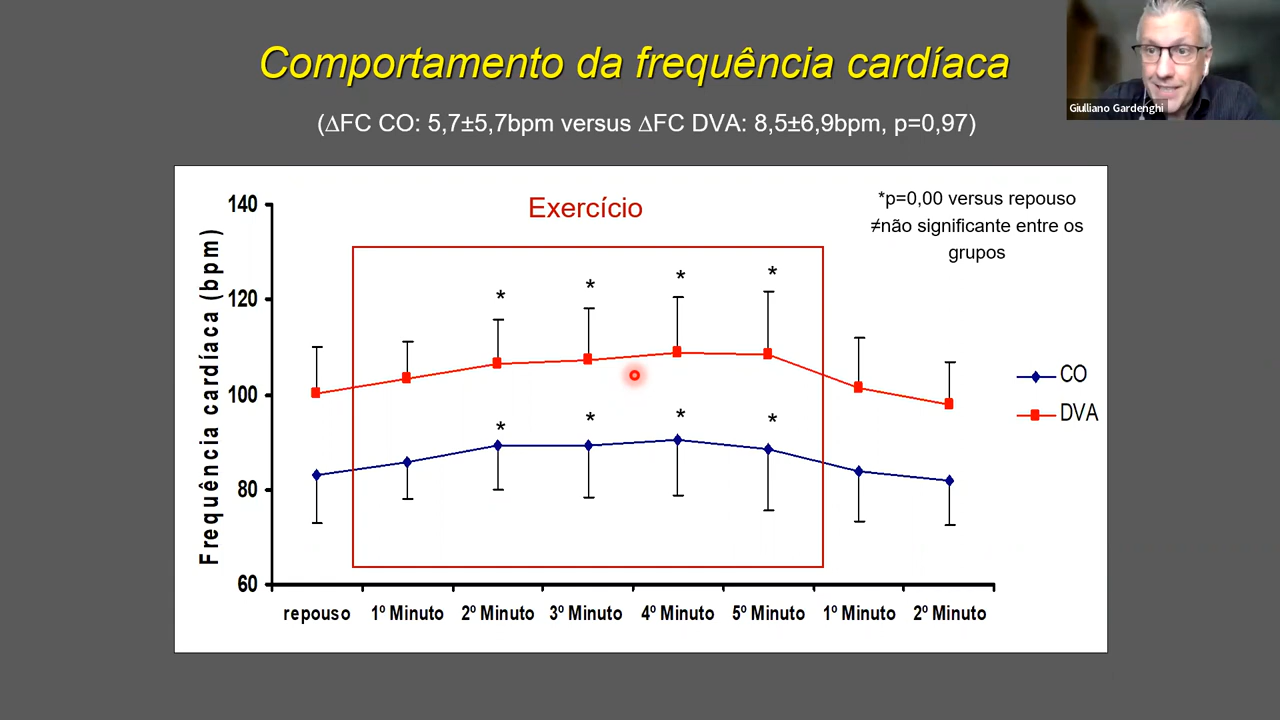 Comportamento da frequência cardíaca
Giulliano Gardenghi
(∆FC CO: 5,7±5,7bpm versus ∆FC DVA: 8,5±6,9bpm, p=0,97)
*p=0,00 versus repouso
≠não significante entre os
grupos
Exercício
Frequência cardíaca (bpm)
140
120
100
80
60
* * * *
* * * *
CO
DVA
repouso 1º Minuto 2º Minuto 3º Minuto 4º Minuto 5º Minuto 1º Minuto 2º Minuto